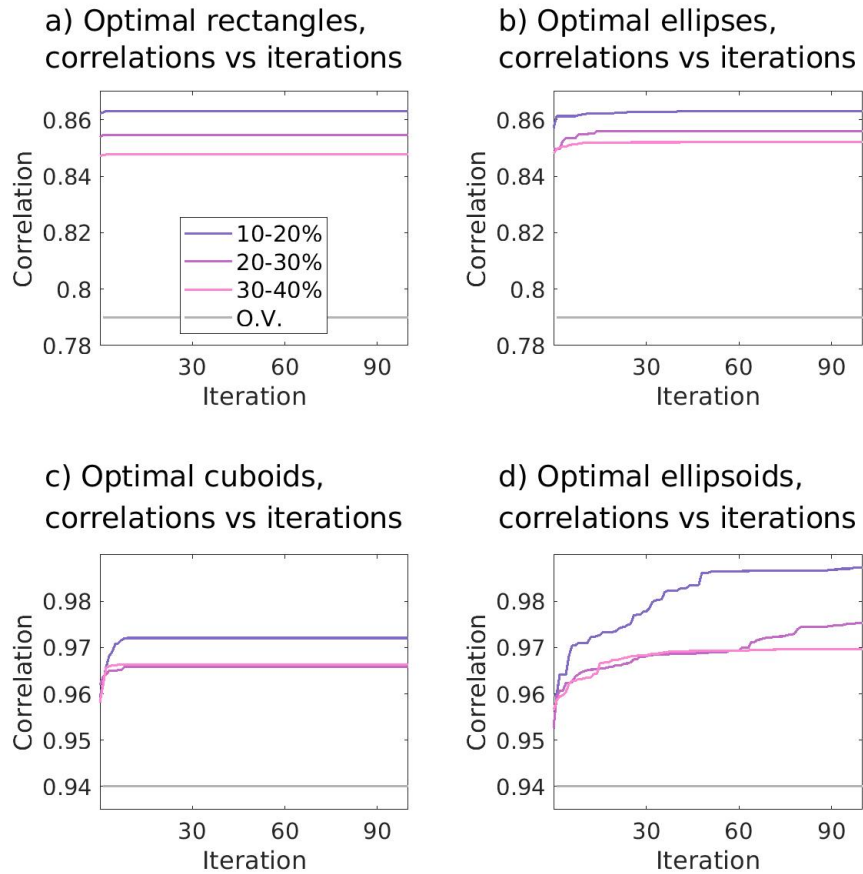 a) Optimal rectangles,
correlations vs iterations
0.86
0.84
0.82
0.8
0.78
Correlation
10-20%
20-30%
30-40%
O.V.
30
60
90
Iteration
b) Optimal ellipses,
correlations vs iterations
0.86
0.84
0.82
0.8
0.78
Correlation
30
60
90
Iteration
c) Optimal cuboids,
correlations vs iterations
0.98
0.97
0.96
0.95
0.94
Correlation
30
60
90
Iteration
d) Optimal ellipsoids,
correlations vs iterations
0.98
0.97
0.96
0.95
0.94
Correlation
30
60
90
Iteration